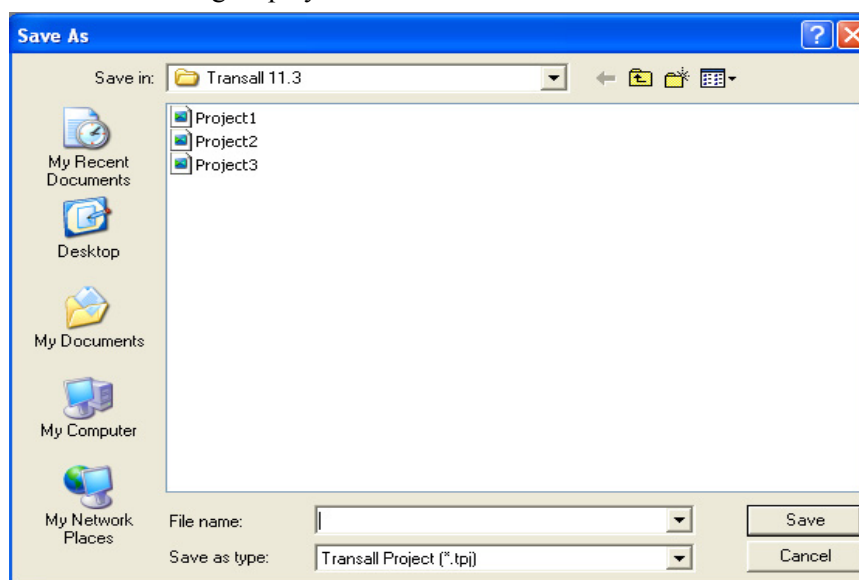 Save As
Save in:
Transall 11.3
Project1
Project2
Project3
My Recent
Documents
Desktop
My Documents
My Computer
My Network
Places
File name:
Save
Save as type:
Transall Project (*.tpj)
Cancel